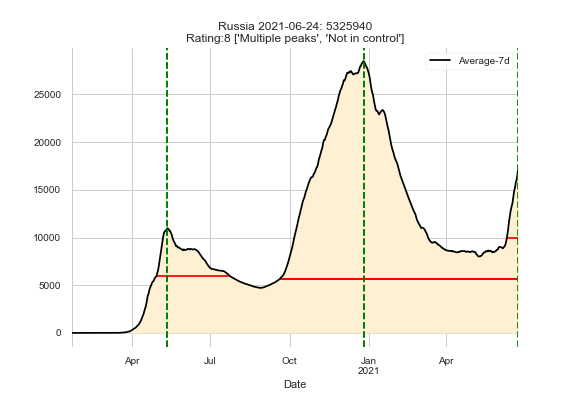 Russia 2021-06-24: 5325940
Rating:8 ['Multiple peaks', 'Not in control']
Average-7d
25000
20000
15000
10000
5000
0
Apr
Jul
Oct
Jan
2021
Apr
Date